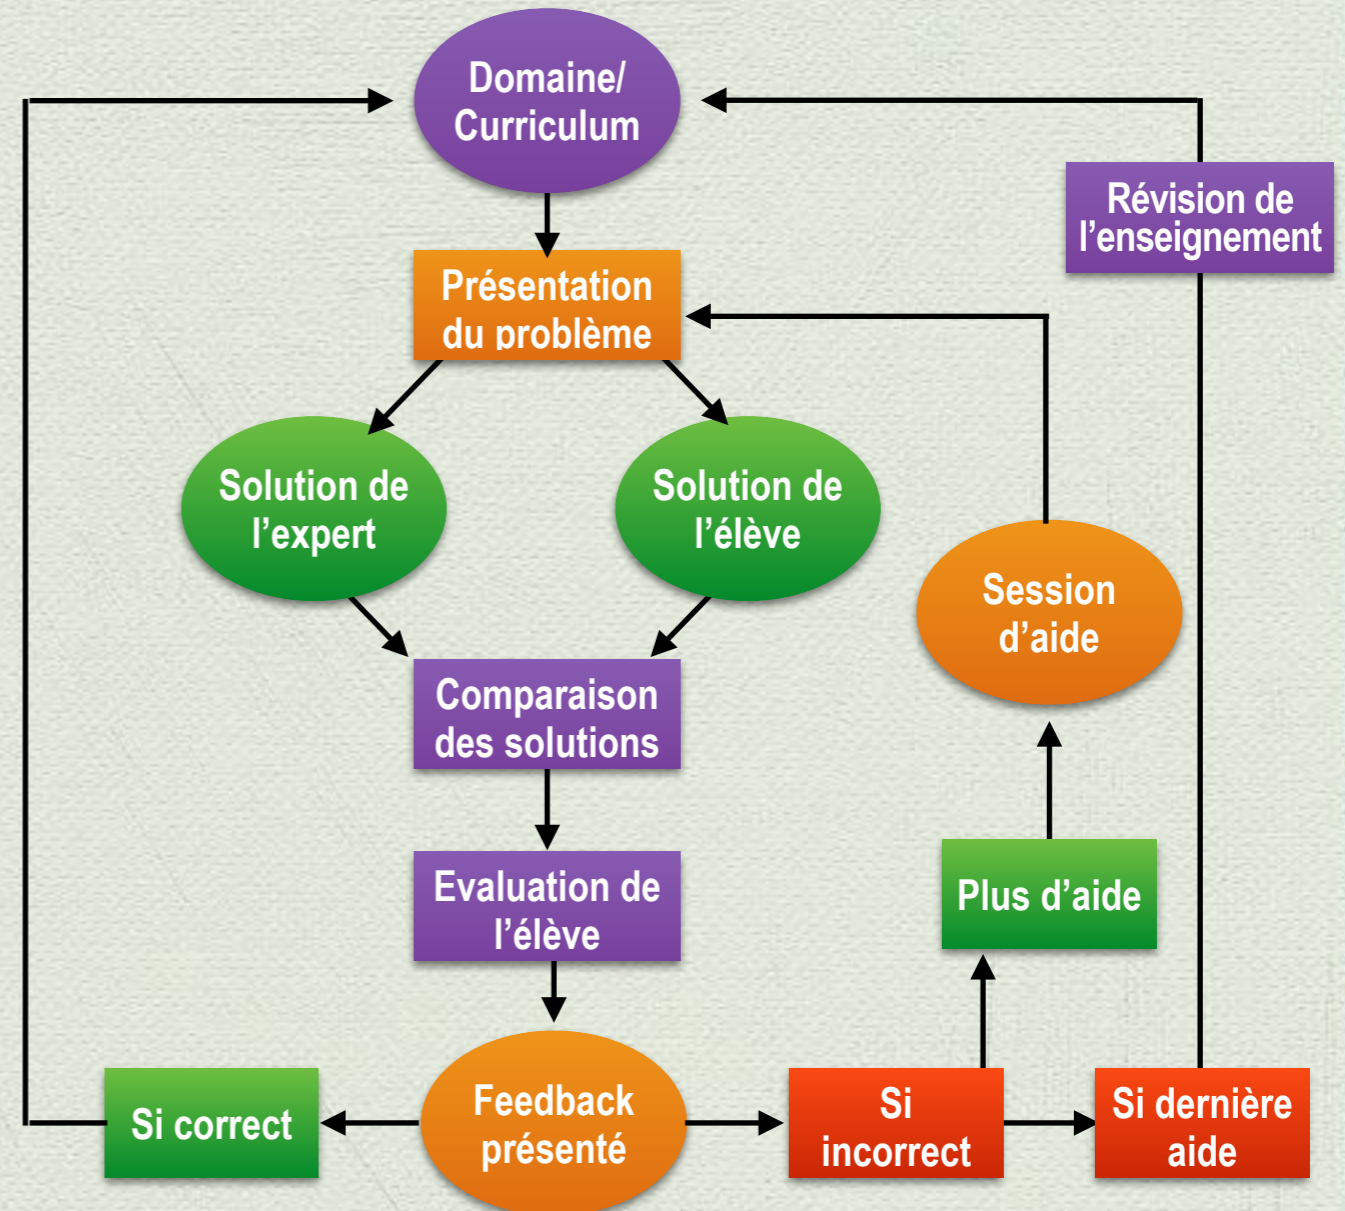 Domaine/
Curriculum
Révision de
l’enseignement
Présentation
du problème
Solution de
l’expert
Solution de
l’élève
Session
d’aide
Comparaison
des solutions
Evaluation de
l’élève
Plus d’aide
Si correct
Feedback
présenté
Si
incorrect
Si dernière
aide